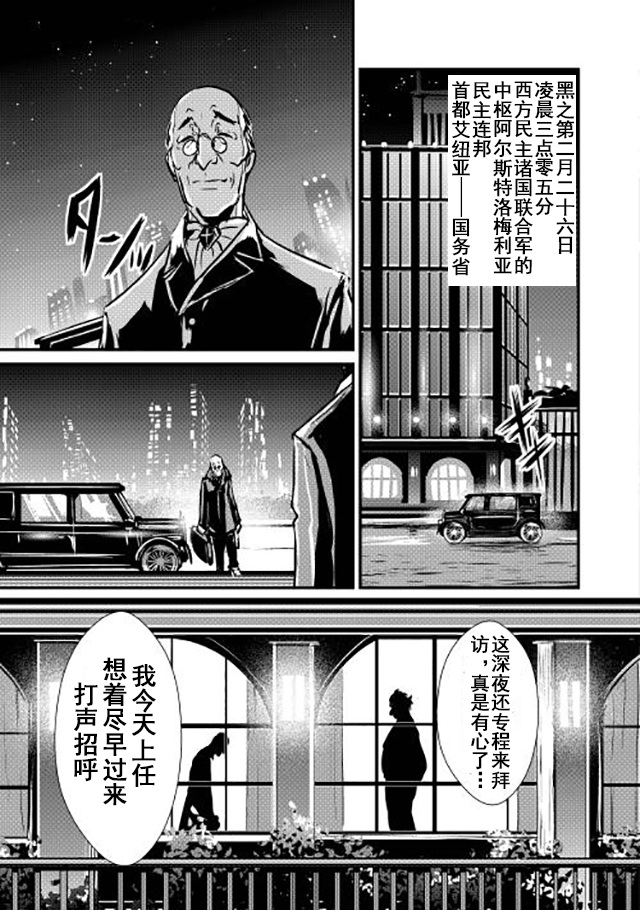 黑之第二月二十六日
凌晨三点零五分
西方民主诸国联合军的
中枢阿尔斯特洛梅利亚
民主连邦
首都艾纽亚——国务省
这深夜还专程来拜
访，真是有心了…
我今天上任
想着尽早过来
打声招呼